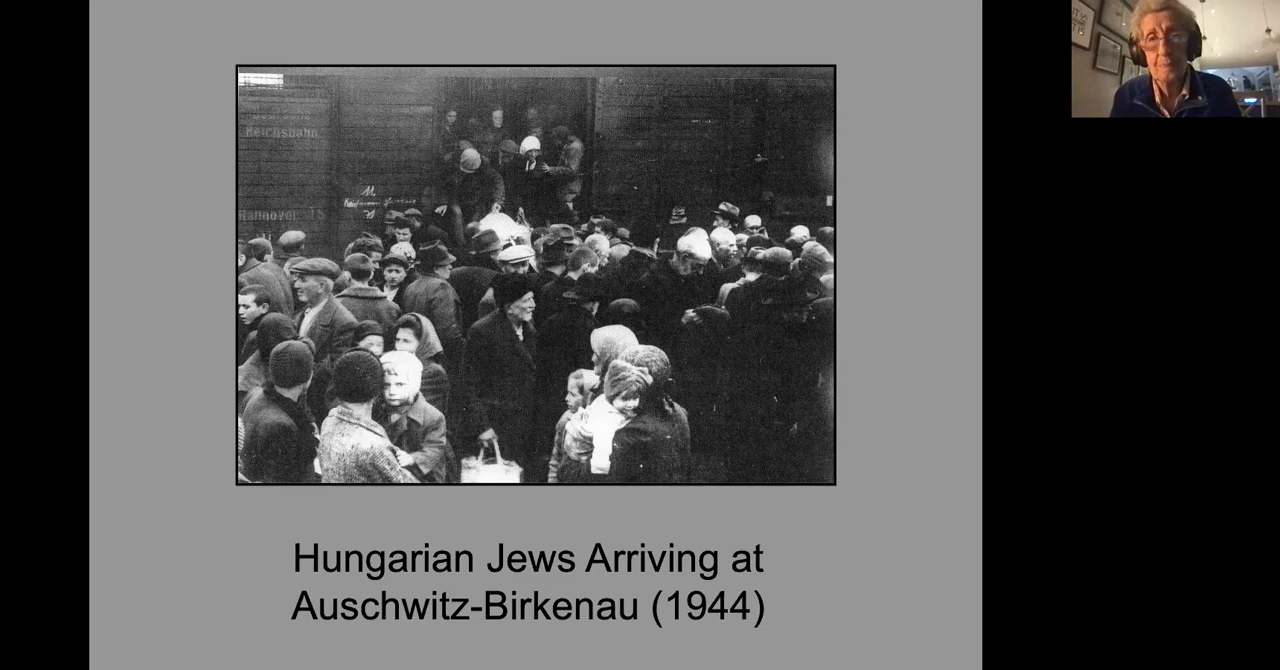 Reichsbahn
Hannover
Hungarian Jews Arriving at
Auschwitz-Birkenau (1944)